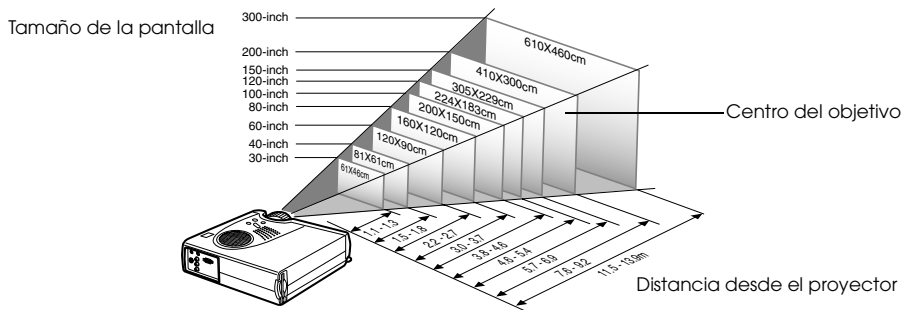 Tamaño de la pantalla
300-inch
200-inch
150-inch
120-inch
100-inch
80-inch
60-inch
40-inch
30-inch
610X460cm
410X300cm
305X229cm
224X183cm
200X150cm
160X120cm
120X90cm
81X61cm
61X46cm
Centro del objetivo
1.1 - 1.3
1.5 - 1.8
2.2 - 2.7
3.0 - 3.7
3.8 - 4.6
4.6 - 5.4
5.7 - 6.9
7.6 - 9.2
11.5 - 13.9m
Distancia desde el proyector